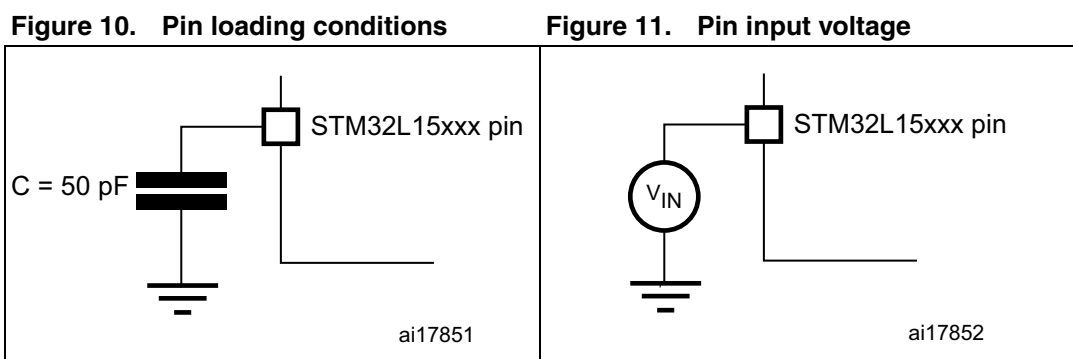 Figure 10. Pin loading conditions
Figure 11. Pin input voltage
STM32L15xxx pin
C = 50 pF
ai17851
STM32L15xxx pin
VIN
ai17852